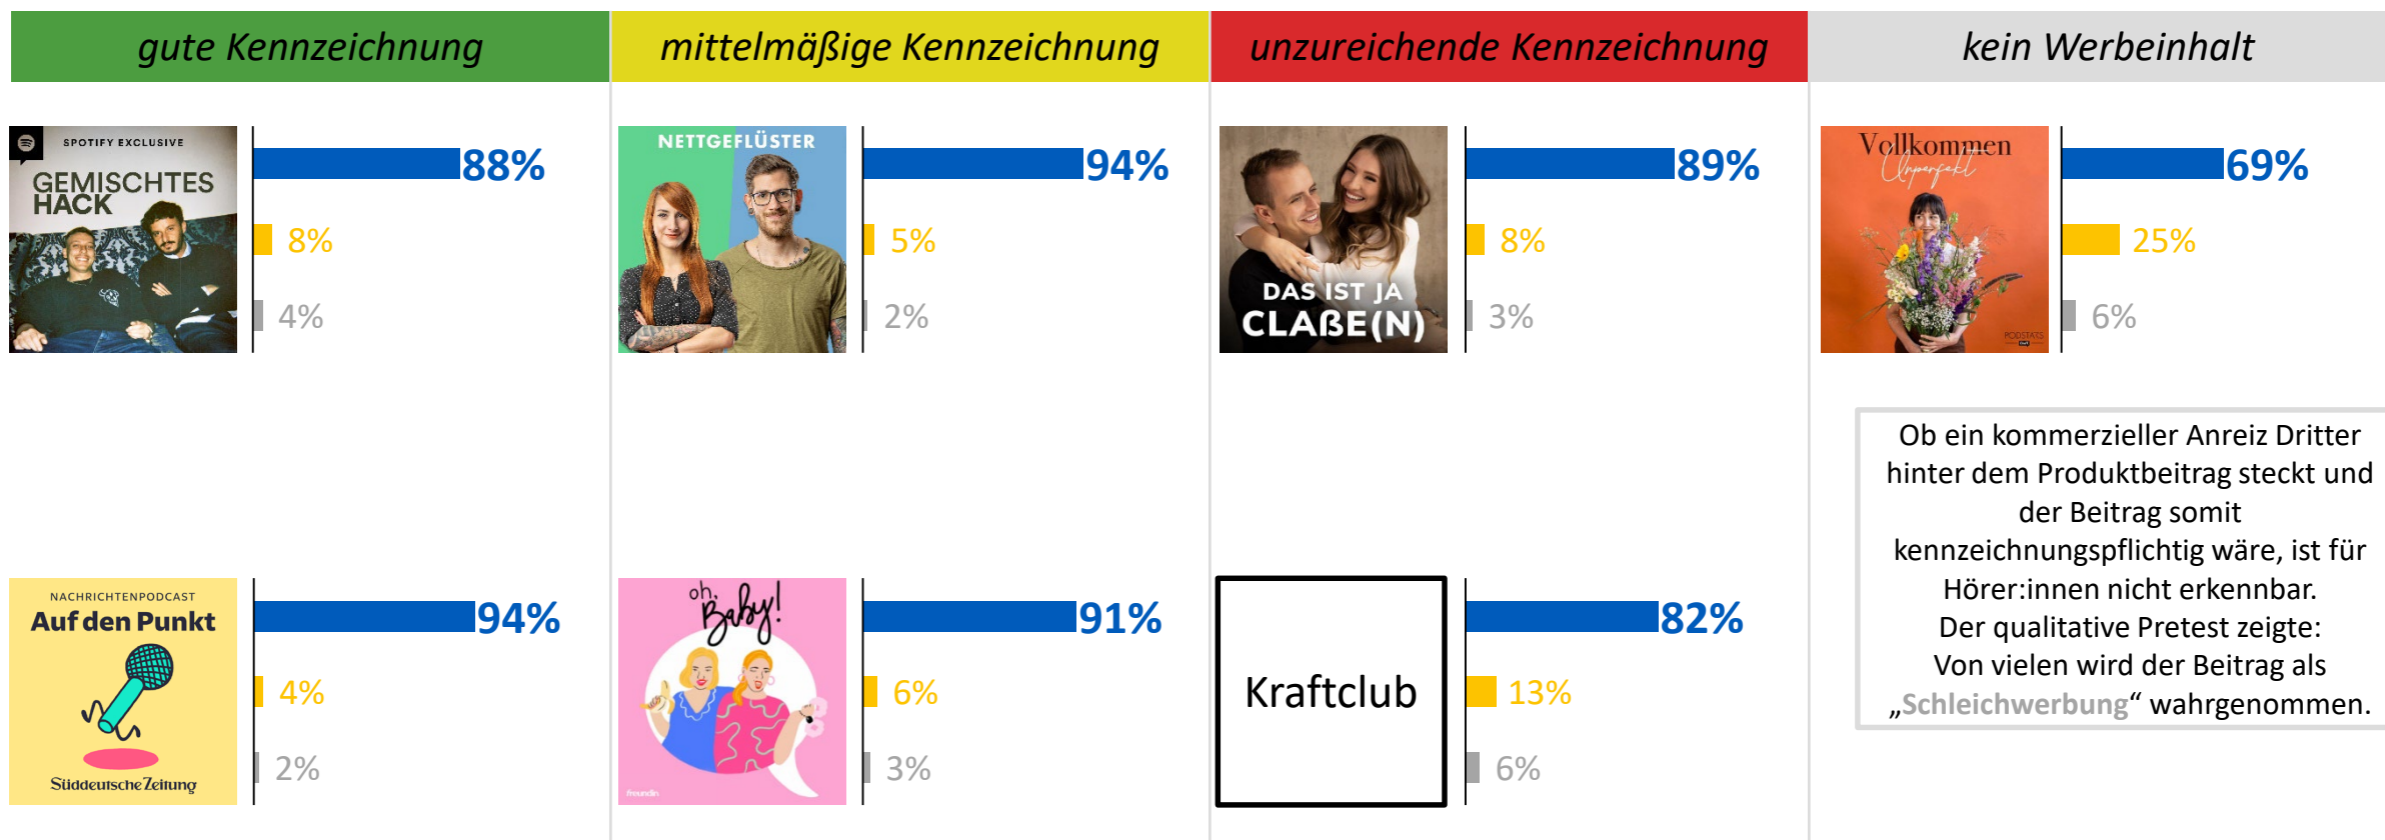 gute Kennzeichnung
mittelmäßige Kennzeichnung
unzureichende Kennzeichnung
kein Werbeinhalt
SPOTIFY EXCLUSIVE
GEMISCHTES
HACK
88%
8%
4%
NETTGEFLÜSTER
94%
5%
2%
DAS IST JA
CLAßE(N)
89%
8%
3%
Vollkommen
Unperfekt
PODSTARS
69%
25%
6%
NACHRICHTENPODCAST
Auf den Punkt
Süddeutsche Zeitung
94%
4%
2%
oh,
Baby!
freundin
91%
6%
3%
Kraftclub
82%
13%
6%
Ob ein kommerzieller Anreiz Dritter
hinter dem Produktbeitrag steckt und
der Beitrag somit
kennzeichnungspflichtig wäre, ist für
Hörer:innen nicht erkennbar.
Der qualitative Pretest zeigte:
Von vielen wird der Beitrag als
„Schleichwerbung“ wahrgenommen.